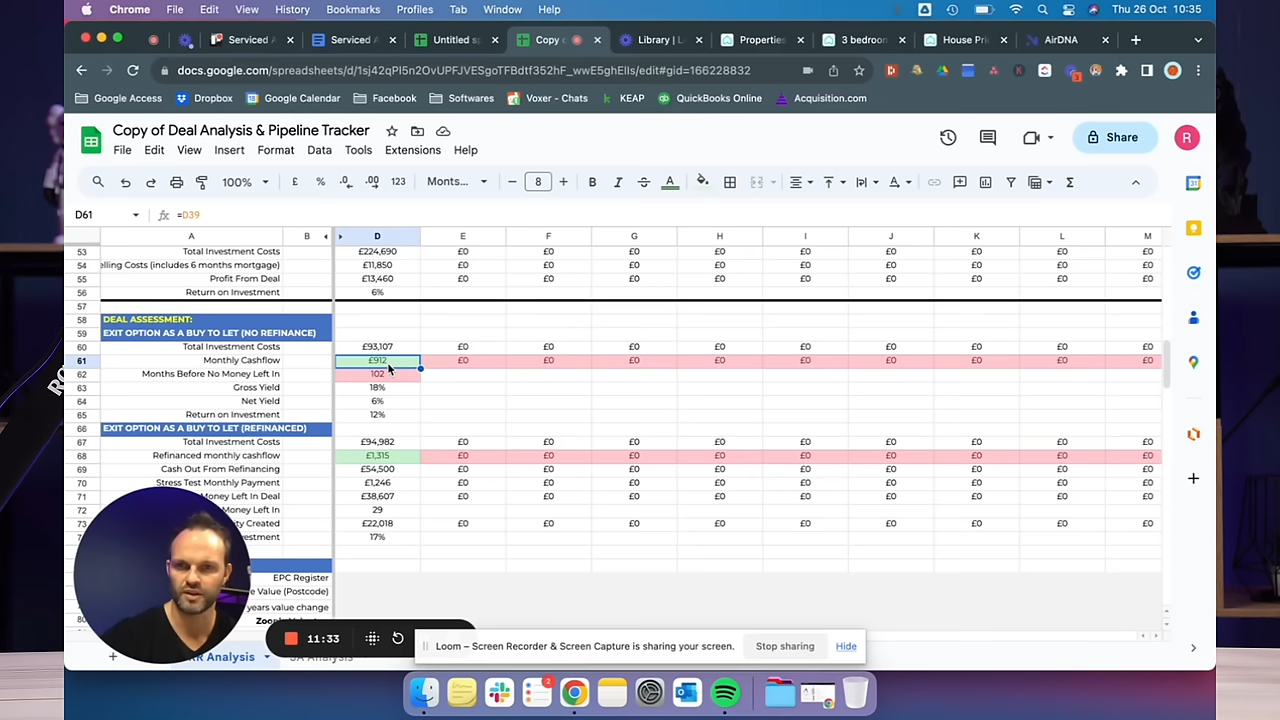 Chrome File Edit View History Bookmarks Profiles Tab Window Help Thu 26 Oct 10:35
Serviced Serviced A Untitled sp Copy Library | L Properties 3 bedroom House Pri AirDNA
docs.google.com/spreadsheets/d/1sj42qPl5n2OvUPFJVESgoTFBdtf352hF_wwE5ghEIIs/edit#gid=166228832
Google Access Dropbox Google Calendar Facebook Softwares Voxer - Chats KEAP QuickBooks Online Acquisition.com
Copy of Deal Analysis & Pipeline Tracker
Share R
File Edit View Insert Format Data Tools Extensions Help
100% £ % .0 .00 123 Monts... 8 B I A
D61 fx =D39
A B D E F G H I J K L M
53 Total Investment Costs £224,690 £0 £0 £0 £0 £0 £0 £0 £0 £0
54 elling Costs (includes 6 months mortgage) £11,850 £0 £0 £0 £0 £0 £0 £0 £0 £0
55 Profit From Deal £13,460 £0 £0 £0 £0 £0 £0 £0 £0 £0
56 Return on Investment 6%
57
58 DEAL ASSESSMENT:
59 EXIT OPTION AS A BUY TO LET (NO REFINANCE)
60 Total Investment Costs £93,107 £0 £0 £0 £0 £0 £0 £0 £0 £0
61 Monthly Cashflow £912 £0 £0 £0 £0 £0 £0 £0 £0 £0
62 Months Before No Money Left In 102
63 Gross Yield 18%
64 Net Yield 6%
65 Return on Investment 12%
66 EXIT OPTION AS A BUY TO LET (REFINANCED)
67 Total Investment Costs £94,982 £0 £0 £0 £0 £0 £0 £0 £0 £0
68 Refinanced monthly cashflow £1,315 £0 £0 £0 £0 £0 £0 £0 £0 £0
69 Cash Out From Refinancing £54,500 £0 £0 £0 £0 £0 £0 £0 £0 £0
70 Stress Test Monthly Payment £1,246 £0 £0 £0 £0 £0 £0 £0 £0 £0
71 Money Left In Deal £38,607 £0 £0 £0 £0 £0 £0 £0 £0 £0
72 Money Left In 29
73 ity Created £22,018 £0 £0 £0 £0 £0 £0 £0 £0 £0
7 vestment 17%
EPC Register
e Value (Postcode)
years value change
80
11:33
Loom – Screen Recorder & Screen Capture is sharing your screen. Stop sharing Hide
R Analysis SA Analysis
2